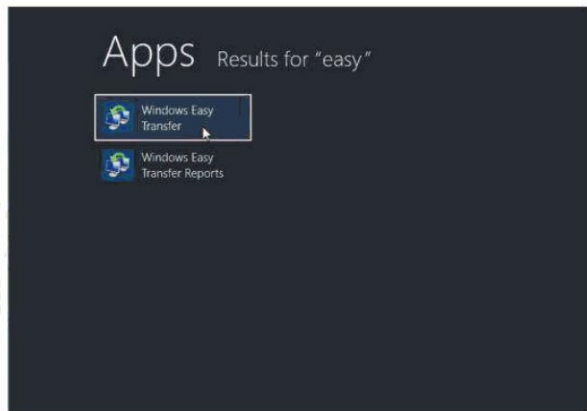 Apps Results for "easy"
Windows Easy
Transfer
Windows Easy
Transfer Reports